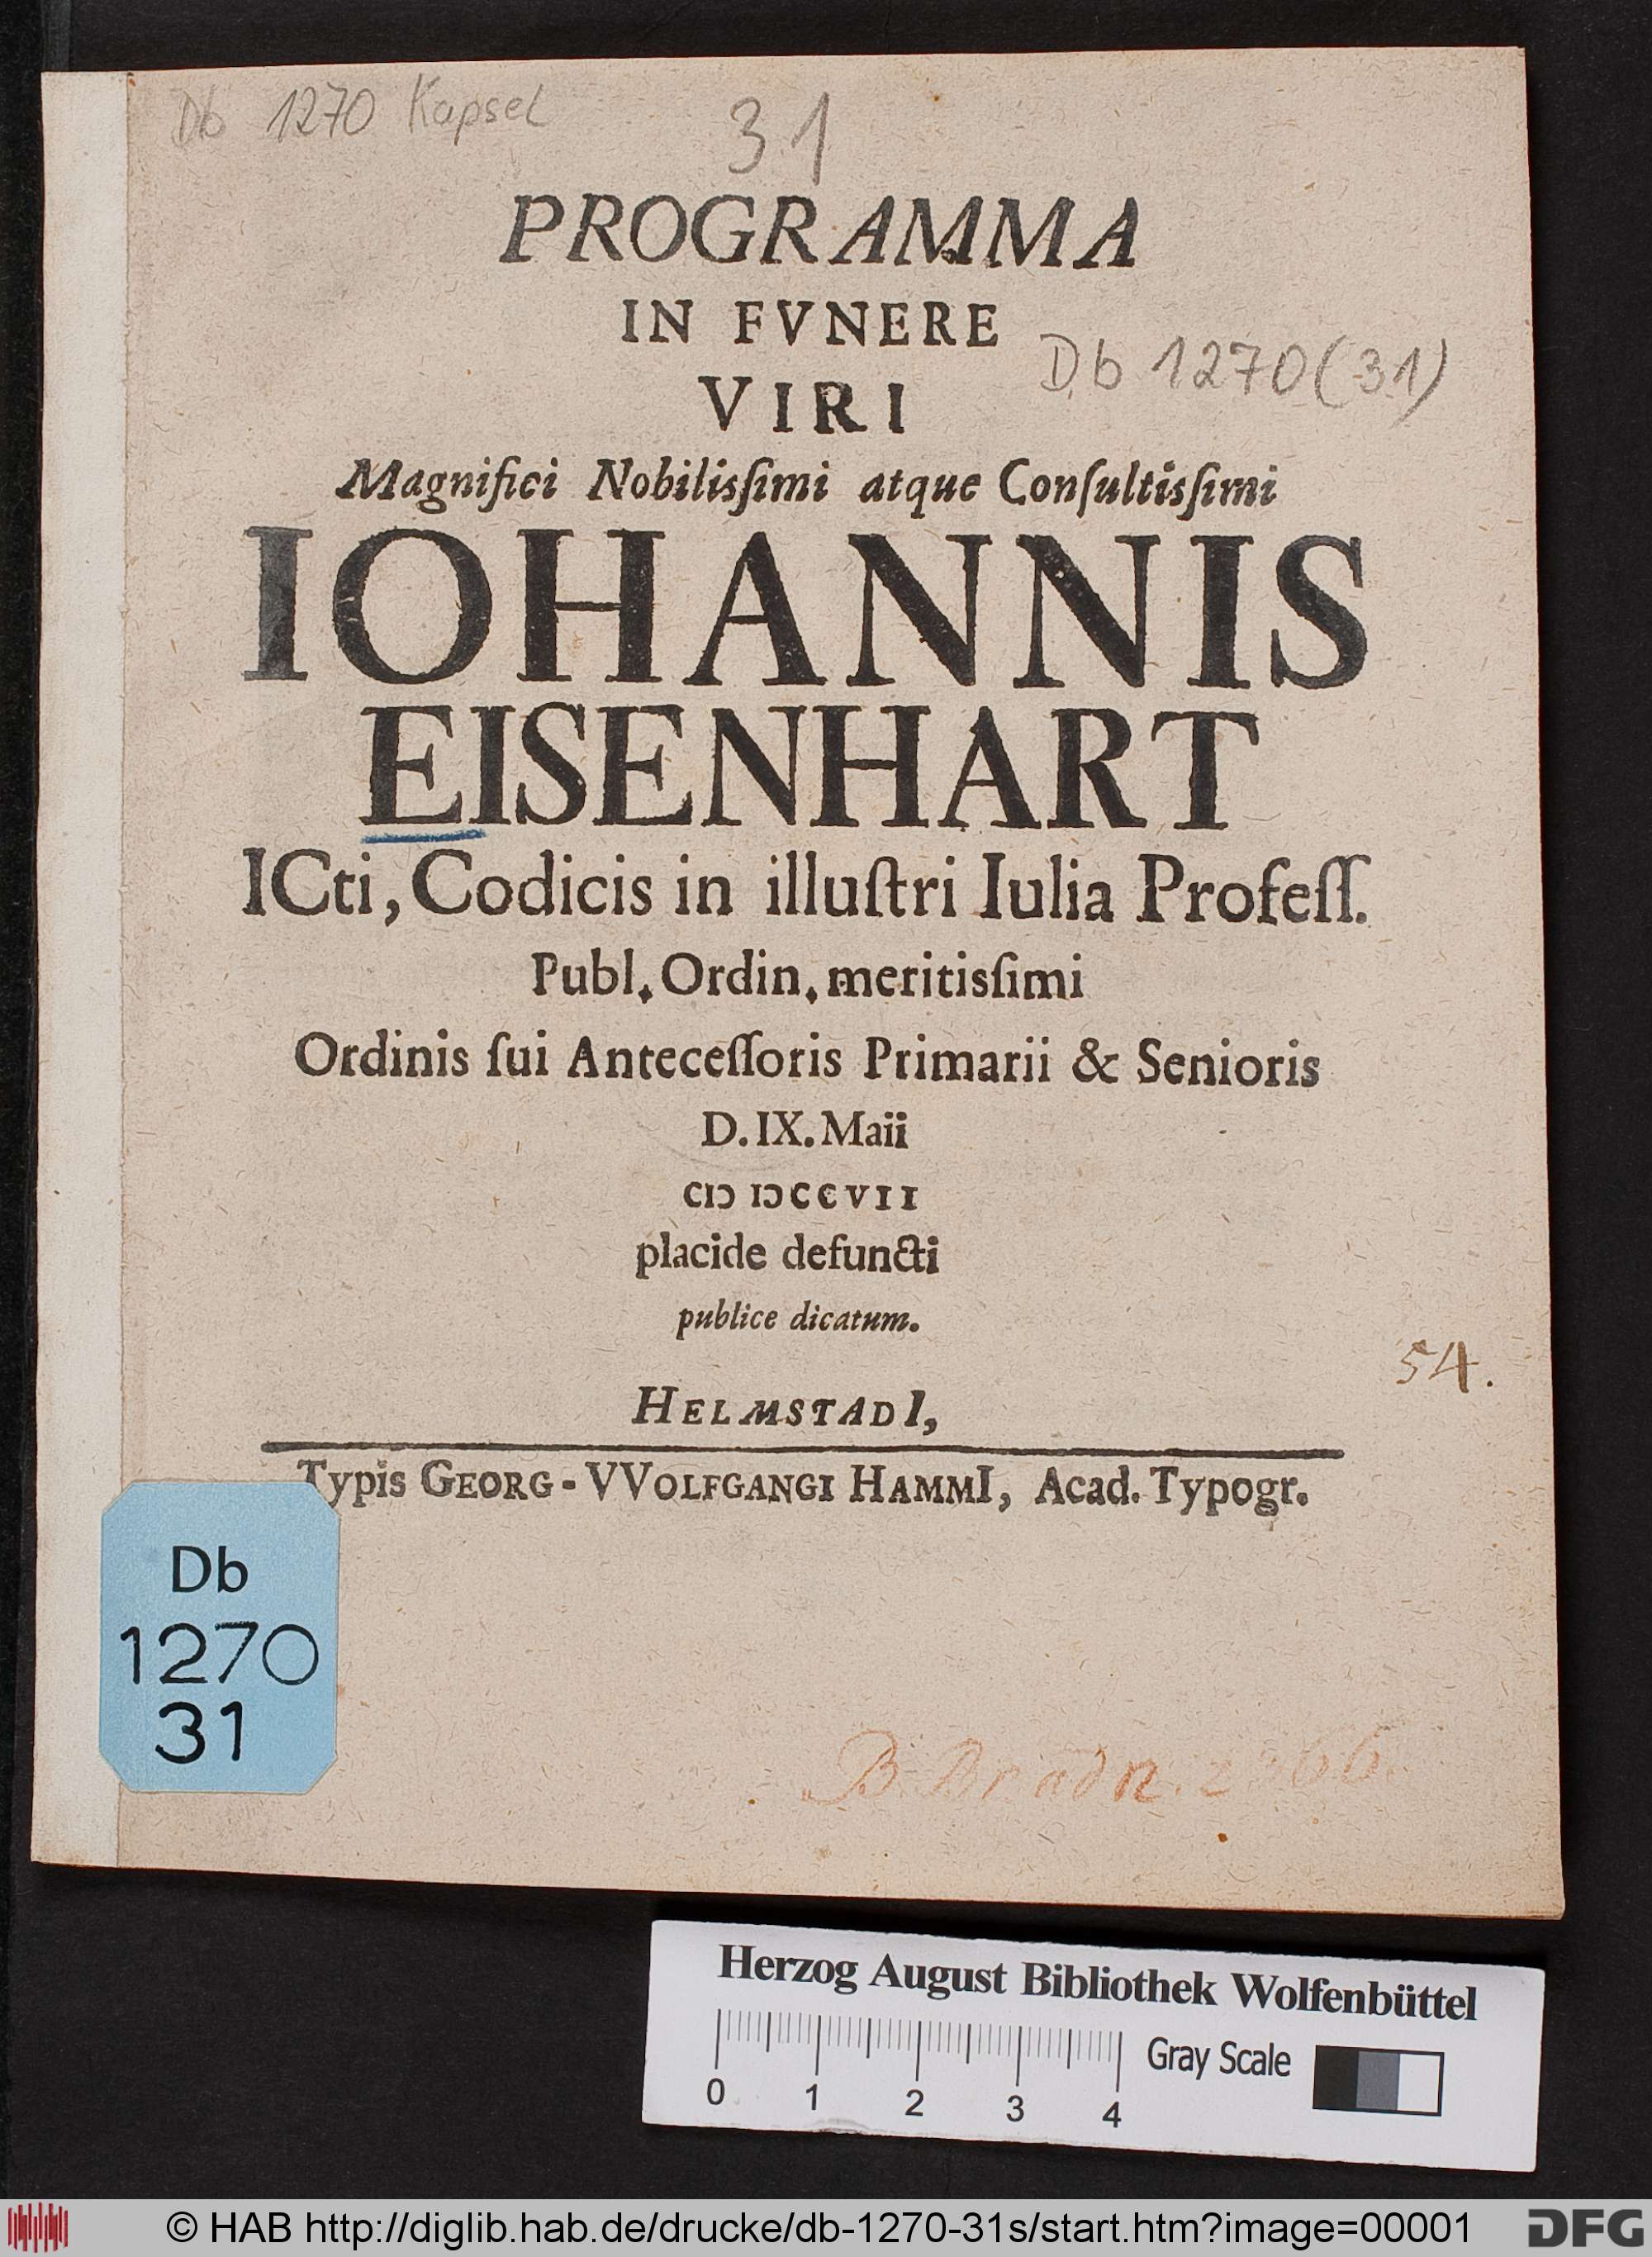 Db 1270 Kapsel
31
PROGRAMMA
IN FVNERE
Db 1270 (31)
VIRI
Magnifici Nobilisſimi atque Conſultisſimi
IOHANNIS
EISENHART
ICti, Codicis in illuſtri Iulia Profeſſ.
Publ. Ordin. meritisſimi
Ordinis ſui Anteceſſoris Primarii & Senioris
D. IX. Maii
CIƆ IƆCCVII
placide defuncti
publice dicatum.
54.
HELMSTADI,
Typis GEORG-VVOLFGANGI HAMMI, Acad. Typogr.
Db
1270
31
Herzog August Bibliothek Wolfenbüttel
Gray Scale
0 1 2 3 4
© HAB http://diglib.hab.de/drucke/db-1270-31s/start.htm?image=00001
DFG